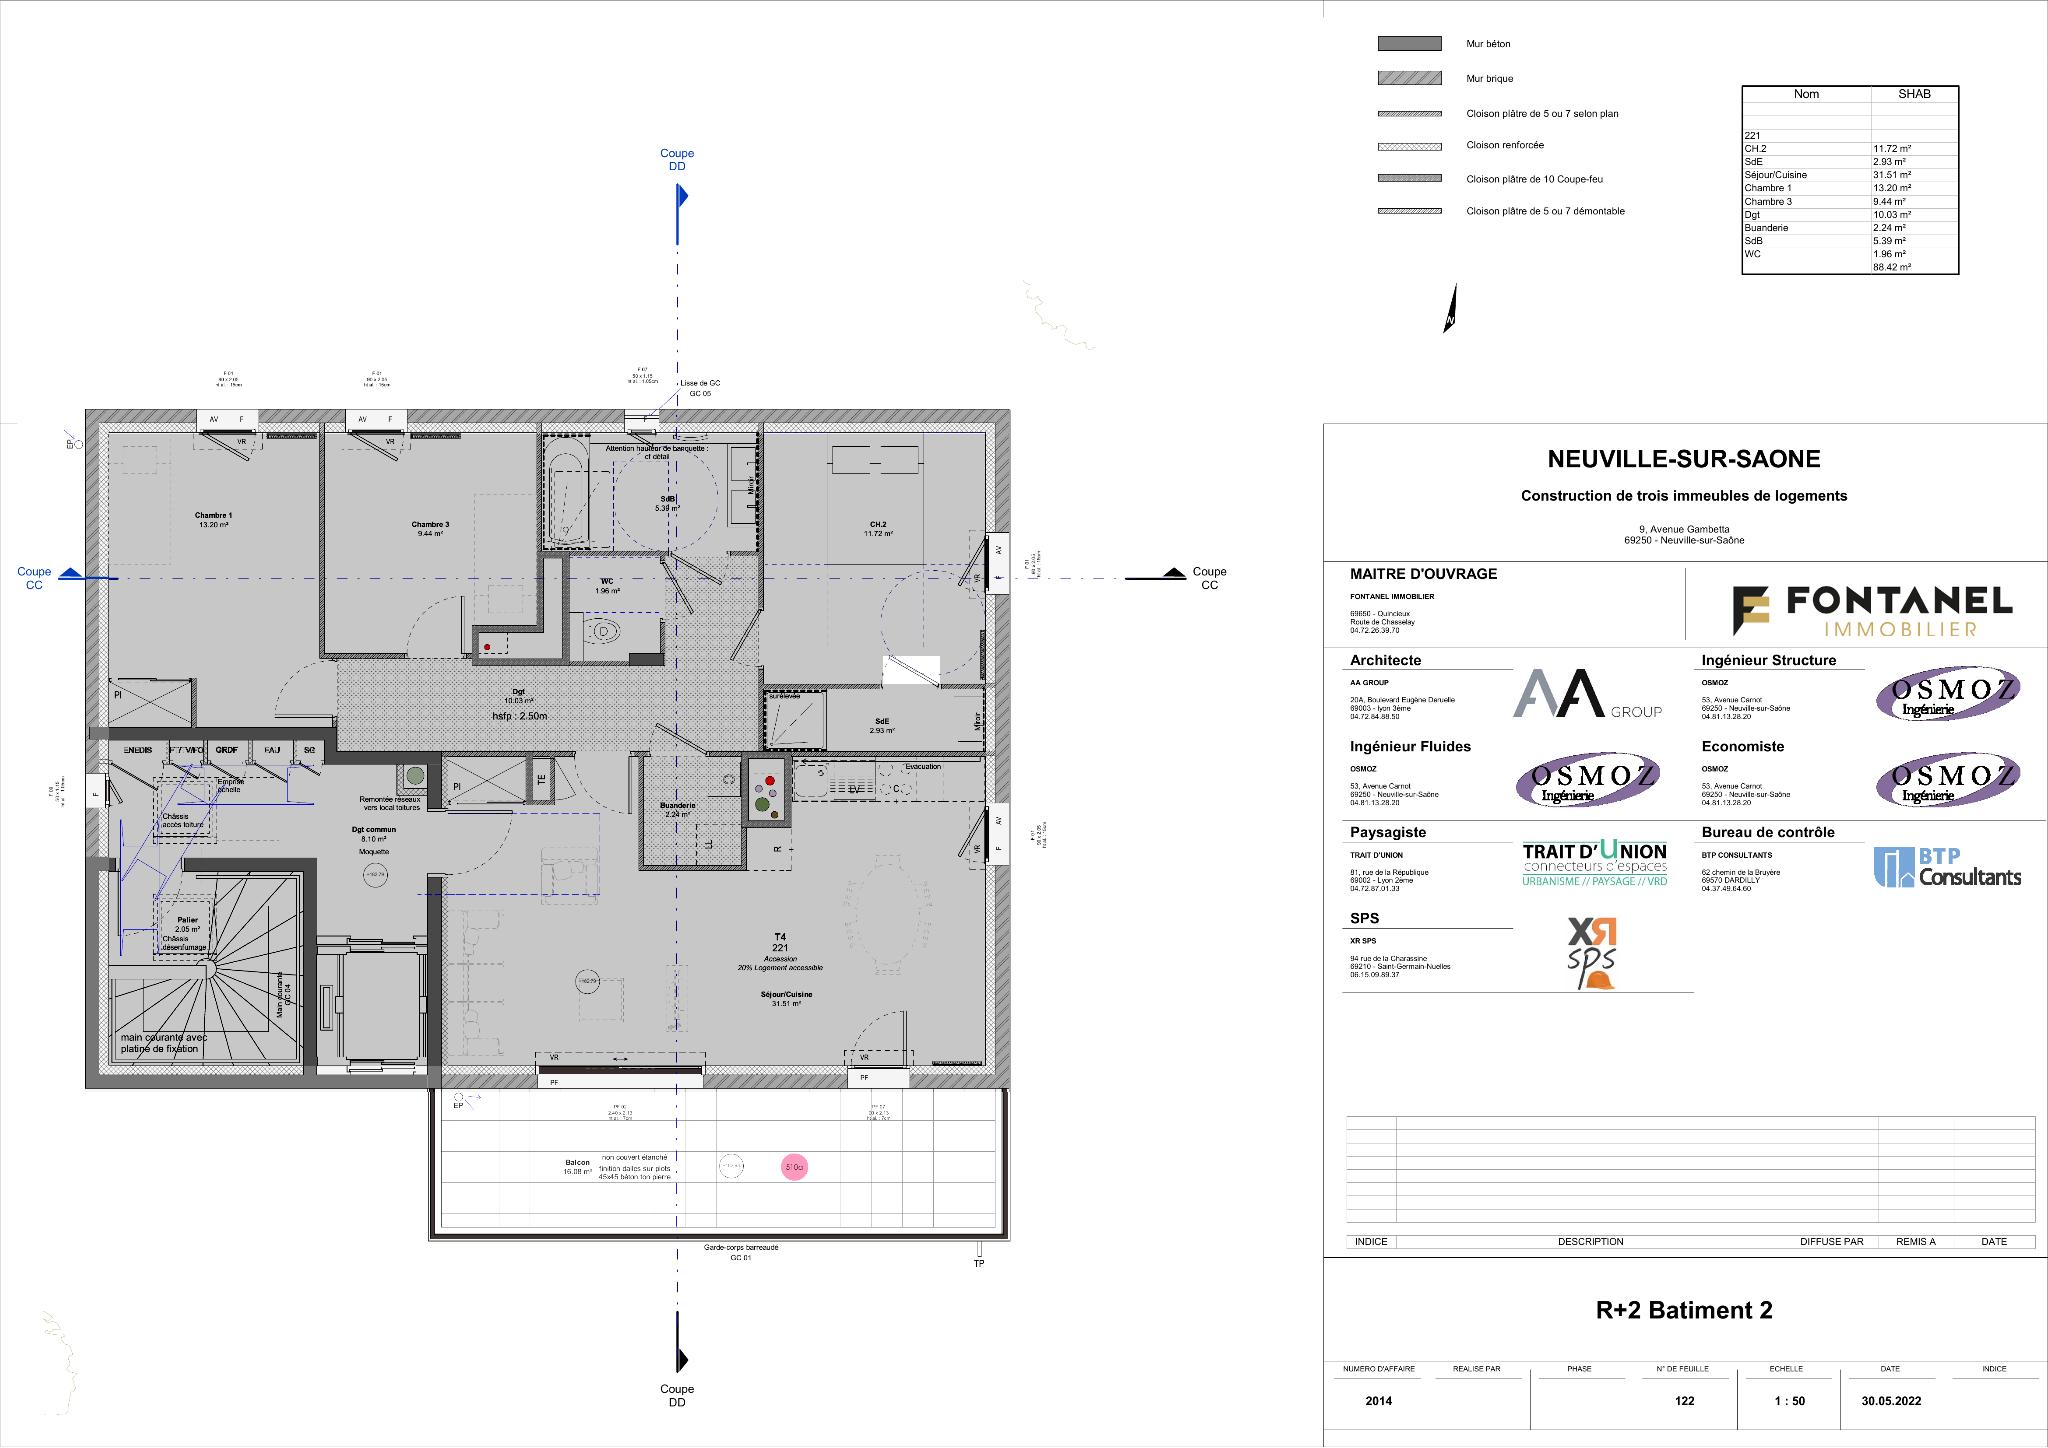 Mur béton
Mur brique
Cloison plâtre de 5 ou 7 selon plan
Cloison renforcée
Cloison plâtre de 10 Coupe-feu
Cloison plâtre de 5 ou 7 démontable
Nom SHAB
221
CH.2 11.72 m²
SdE 2.93 m²
Séjour/Cuisine 31.51 m²
Chambre 1 13.20 m²
Chambre 3 9.44 m²
Dgt 10.03 m²
Buanderie 2.24 m²
SdB 5.39 m²
WC 1.96 m²
88.42 m²
N
Coupe
DD
Lisse de GC
GC 05
EP
AV F
VR
AV F
VR
F
Attention hauteur de banquette :
cf détail
Miroir
SdB
5.39 m²
Chambre 1
13.20 m²
Chambre 3
9.44 m²
CH.2
11.72 m²
AV
F
VR
Coupe
CC
Coupe
CC
WC
1.96 m²
PI
Dgt
10.03 m²
hsfp : 2.50m
surélevée
SdE
2.93 m²
Miroir
ENEDIS
GRDF
EAU
SG
PI
TE
Evacuation
LV
C
Emprise
échelle
Remontée réseaux
vers local toitures
Châssis
accès toiture
Buanderie
2.24 m²
LL
R
F
AV
F
VR
Dgt commun
8.10 m²
Moquette
Palier
2.05 m²
Châssis
désenfumage
Main courante
GC 04
main courante avec
platine de fixation
T4
221
Accession
20% Logement accessible
Séjour/Cuisine
31.51 m²
VR
VR
PF
PF
EP
Balcon
16.08 m²
non couvert étanché
finition dalles sur plots
45x45 béton ton pierre
510a
Garde-corps barreaudé
GC 01
TP
Coupe
DD
NEUVILLE-SUR-SAONE
Construction de trois immeubles de logements
9, Avenue Gambetta
69250 - Neuville-sur-Saône
MAITRE D'OUVRAGE
FONTANEL IMMOBILIER
69650 - Quincieux
Route de Chasselay
04.72.26.39.70
FONTANEL
IMMOBILIER
Architecte
AA GROUP
20A, Boulevard Eugène Deruelle
69003 - lyon 3ème
04.72.84.88.50
AA GROUP
Ingénieur Structure
OSMOZ
53, Avenue Carnot
69250 - Neuville-sur-Saône
04.81.13.28.20
OSMOZ
Ingénierie
Ingénieur Fluides
OSMOZ
53, Avenue Carnot
69250 - Neuville-sur-Saône
04.81.13.28.20
OSMOZ
Ingénierie
Economiste
OSMOZ
53, Avenue Carnot
69250 - Neuville-sur-Saône
04.81.13.28.20
OSMOZ
Ingénierie
Paysagiste
TRAIT D'UNION
81, rue de la République
69002 - Lyon 2ème
04.72.87.01.33
TRAIT D'UNION
connecteurs d'espaces
URBANISME // PAYSAGE // VRD
Bureau de contrôle
BTP CONSULTANTS
62 chemin de la Bruyère
69570 DARDILLY
04.37.49.64.60
BTP
Consultants
SPS
XR SPS
94 rue de la Charassine
69210 - Saint-Germain-Nuelles
06.15.09.89.37
XR
sps
INDICE DESCRIPTION DIFFUSE PAR REMIS A DATE
R+2 Batiment 2
NUMERO D'AFFAIRE REALISE PAR PHASE N° DE FEUILLE ECHELLE DATE INDICE
2014 122 1 : 50 30.05.2022